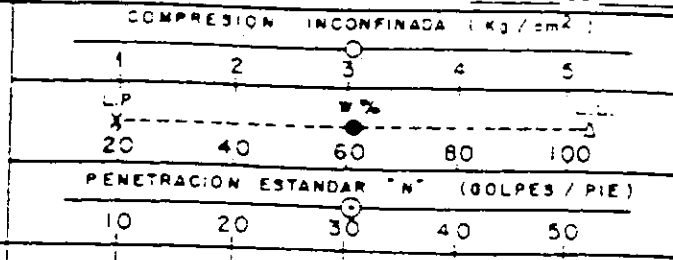 COMPRESION INCONFINADA ( Kg / cm² )
1 2 3 4 5
L.P. W % L.L.
20 40 60 80 100
PENETRACION ESTANDAR "N" (GOLPES / PIE)
10 20 30 40 50